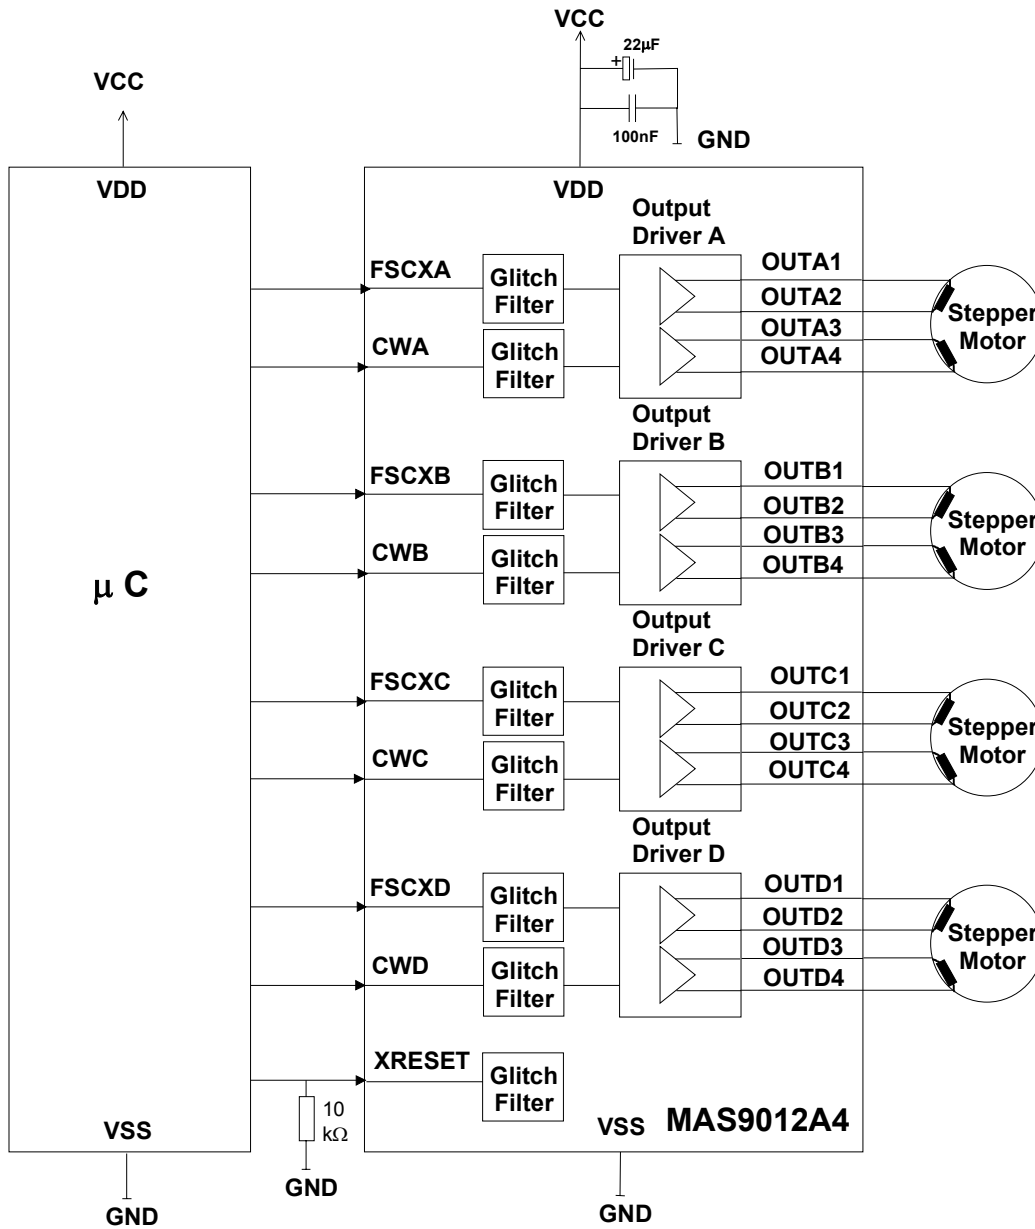 VCC
22µF
+
VCC
100nF
GND
VDD
VDD
Output
Driver A
FSCXA
Glitch
Filter
OUTA1
OUTA2
OUTA3
OUTA4
Stepper
Motor
CWA
Glitch
Filter
Output
Driver B
FSCXB
Glitch
Filter
OUTB1
OUTB2
OUTB3
OUTB4
Stepper
Motor
CWB
Glitch
Filter
µ C
Output
Driver C
FSCXC
Glitch
Filter
OUTC1
OUTC2
OUTC3
OUTC4
Stepper
Motor
CWC
Glitch
Filter
Output
Driver D
FSCXD
Glitch
Filter
OUTD1
OUTD2
OUTD3
OUTD4
Stepper
Motor
CWD
Glitch
Filter
XRESET
Glitch
Filter
10
kΩ
VSS
VSS
MAS9012A4
GND
GND
GND